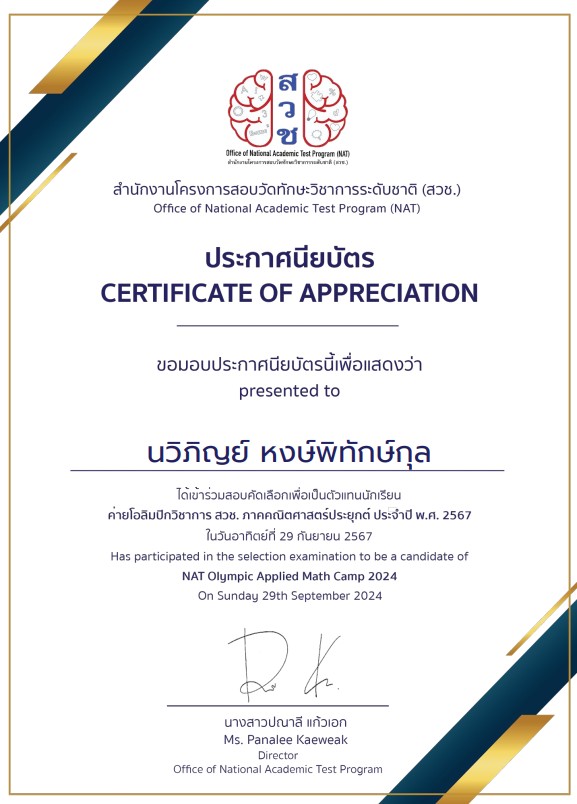 สวช
Office of National Academic Test Program (NAT)
สำนักงานโครงการสอบวัดทักษะวิชาการระดับชาติ (สวช.)
สำนักงานโครงการสอบวัดทักษะวิชาการระดับชาติ (สวช.)
Office of National Academic Test Program (NAT)
ประกาศนียบัตร
CERTIFICATE OF APPRECIATION
ขอมอบประกาศนียบัตรนี้เพื่อแสดงว่า
presented to
นวิภิญย์ หงษ์พิทักษ์กุล
ได้เข้าร่วมสอบคัดเลือกเพื่อเป็นตัวแทนนักเรียน
ค่ายโอลิมปิกวิชาการ สวช. ภาคคณิตศาสตร์ประยุกต์ ประจำปี พ.ศ. 2567
ในวันอาทิตย์ที่ 29 กันยายน 2567
Has participated in the selection examination to be a candidate of
NAT Olympic Applied Math Camp 2024
On Sunday 29th September 2024
นางสาวปณาลี แก้วเอก
Ms. Panalee Kaeweak
Director
Office of National Academic Test Program